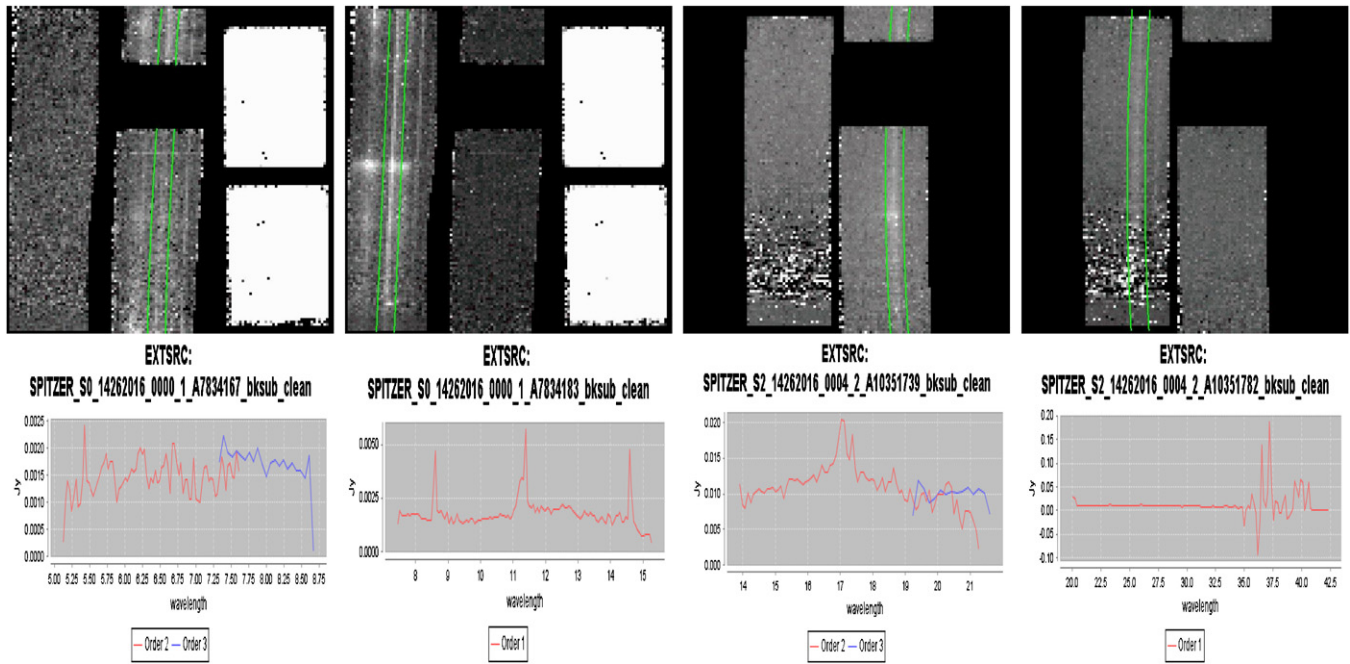 EXTSRC:
SPITZER_S0_14262016_0000_1_A7834167_bksub_clean
0.0025
0.0020
0.0015
0.0010
0.0005
0.0000
Jy
5.00 5.25 5.50 5.75 6.00 6.25 6.50 6.75 7.00 7.25 7.50 7.75 8.00 8.25 8.50 8.75
wavelength
Order 2 Order 3
EXTSRC:
SPITZER_S0_14262016_0000_1_A7834183_bksub_clean
0.0050
0.0025
0.0000
Jy
8 9 10 11 12 13 14 15
wavelength
Order 1
EXTSRC:
SPITZER_S2_14262016_0004_2_A10351739_bksub_clean
0.020
0.015
0.010
0.005
0.000
Jy
14 15 16 17 18 19 20 21
wavelength
Order 2 Order 3
EXTSRC:
SPITZER_S2_14262016_0004_2_A10351782_bksub_clean
0.20
0.15
0.10
0.05
0.00
-0.05
-0.10
Jy
20.0 22.5 25.0 27.5 30.0 32.5 35.0 37.5 40.0 42.5
wavelength
Order 1